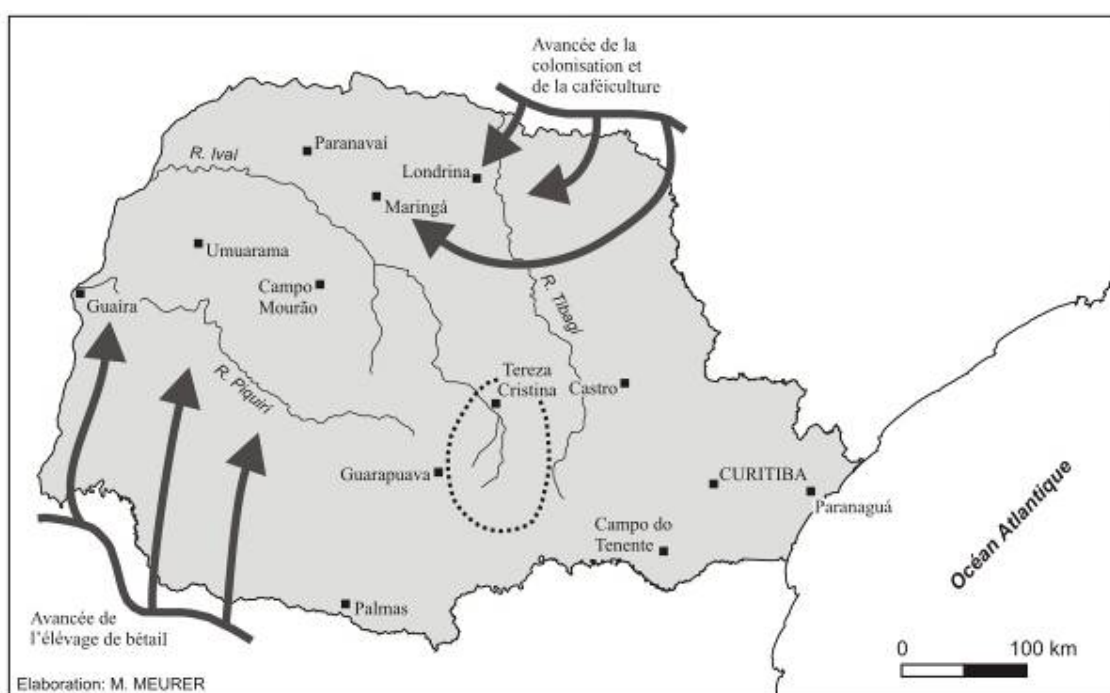 Avancée de la
colonisation et
de la caféiculture
Paranavaí
R. Ivaí
Londrina
Maringá
Umuarama
Campo
Mourão
Guaira
R. Tibagi
R. Piquiri
Tereza
Cristina
Castro
Guarapuava
CURITIBA
Paranaguá
Campo do
Tenente
Océan Atlantique
Palmas
Avancée de
l'élévage de bétail
0 100 km
Elaboration: M. MEURER